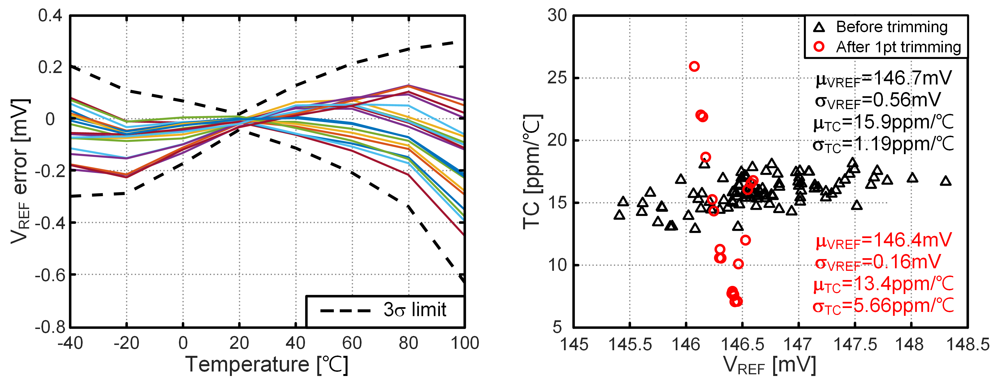 0.4
0.2
0
-0.2
-0.4
-0.6
-0.8
-40 -20 0 20 40 60 80 100
Temperature [℃]
VREF error [mV]
3σ limit
30
25
20
15
10
5
145 145.5 146 146.5 147 147.5 148 148.5
VREF [mV]
TC [ppm/℃]
Before trimming
After 1pt trimming
μVREF=146.7mV
σVREF=0.56mV
μTC=15.9ppm/℃
σTC=1.19ppm/℃
μVREF=146.4mV
σVREF=0.16mV
μTC=13.4ppm/℃
σTC=5.66ppm/℃